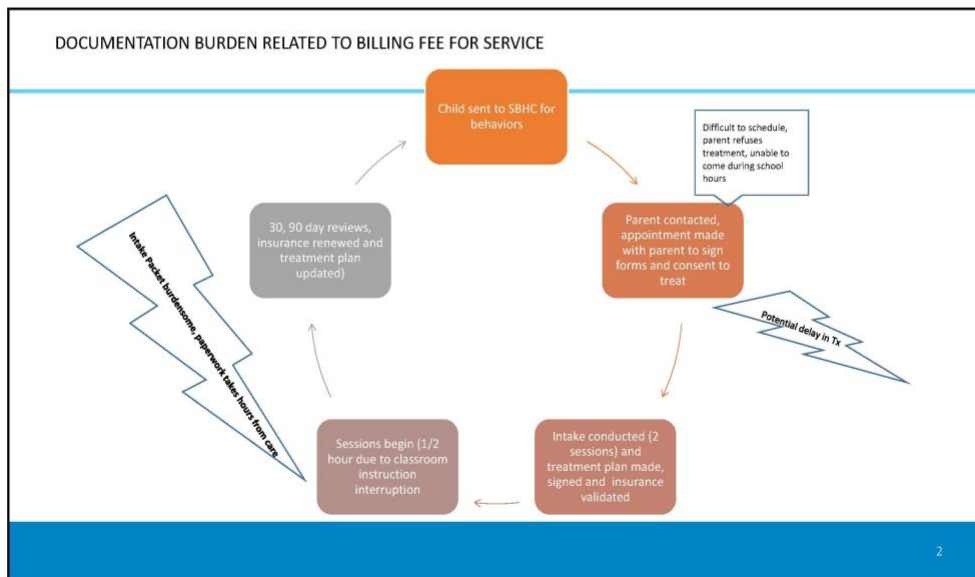 DOCUMENTATION BURDEN RELATED TO BILLING FEE FOR SERVICE
Child sent to SBHC for
behaviors
Difficult to schedule,
parent refuses
treatment, unable to
come during school
hours
Parent contacted,
appointment made
with parent to sign
forms and consent to
treat
Potential delay in Tx
Intake conducted (2
sessions) and
treatment plan made,
signed and insurance
validated
Sessions begin (1/2
hour due to classroom
instruction
interruption
30, 90 day reviews,
insurance renewed and
treatment plan
updated)
Intake Packet burdensome, paperwork takes hours from care
2